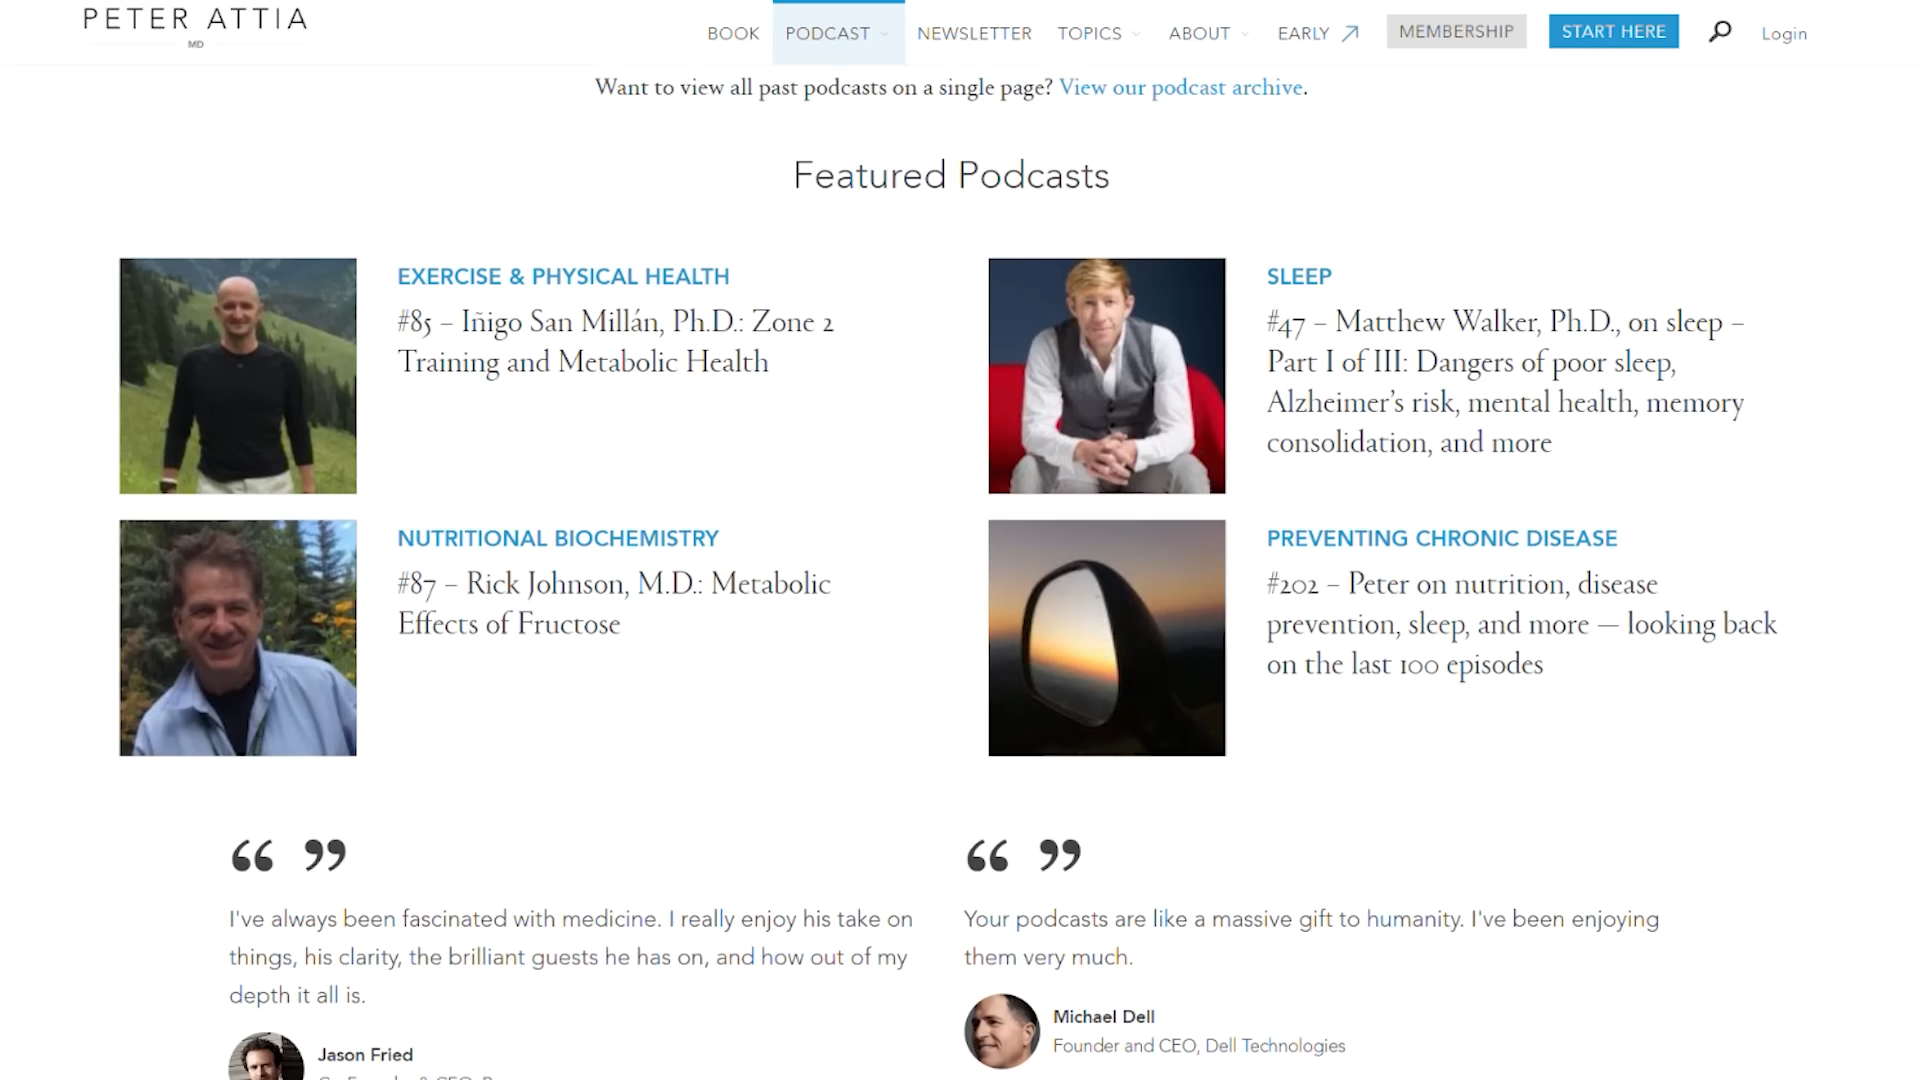 PETER ATTIA
MD
BOOK
PODCAST
NEWSLETTER
TOPICS
ABOUT
EARLY
MEMBERSHIP
START HERE
Login
Want to view all past podcasts on a single page? View our podcast archive.
Featured Podcasts
EXERCISE & PHYSICAL HEALTH
#85 – Iñigo San Millán, Ph.D.: Zone 2
Training and Metabolic Health
SLEEP
#47 – Matthew Walker, Ph.D., on sleep –
Part I of III: Dangers of poor sleep,
Alzheimer’s risk, mental health, memory
consolidation, and more
NUTRITIONAL BIOCHEMISTRY
#87 – Rick Johnson, M.D.: Metabolic
Effects of Fructose
PREVENTING CHRONIC DISEASE
#202 – Peter on nutrition, disease
prevention, sleep, and more — looking back
on the last 100 episodes
“ ”
I've always been fascinated with medicine. I really enjoy his take on
things, his clarity, the brilliant guests he has on, and how out of my
depth it all is.
Jason Fried
“ ”
Your podcasts are like a massive gift to humanity. I've been enjoying
them very much.
Michael Dell
Founder and CEO, Dell Technologies